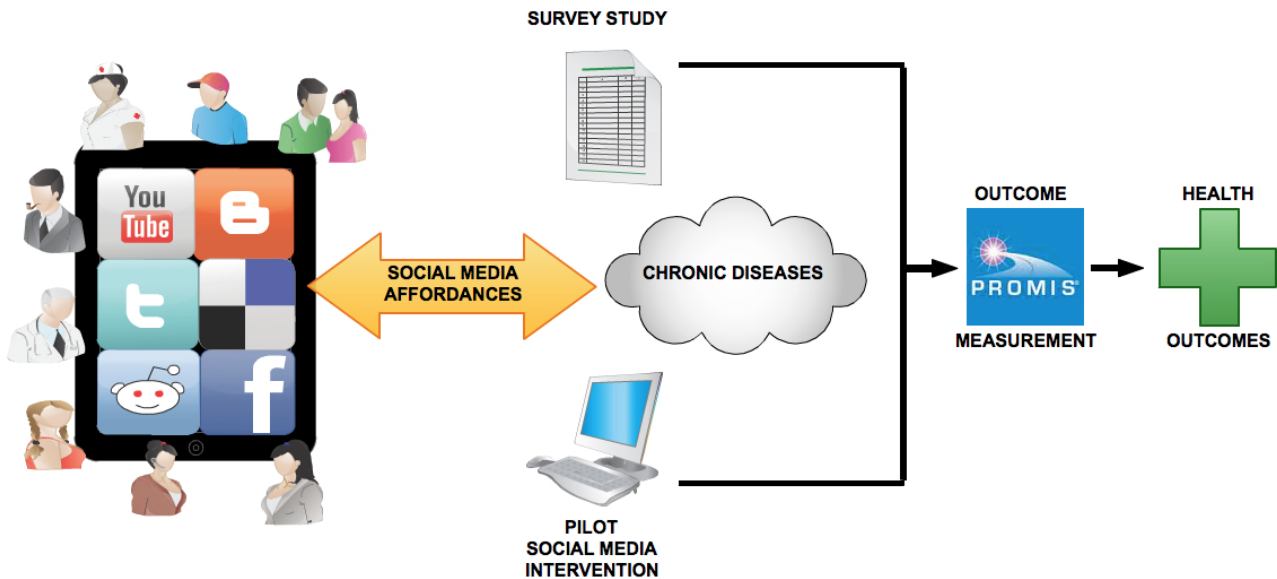 SURVEY STUDY
You
Tube
B
t
f
SOCIAL MEDIA
AFFORDANCES
CHRONIC DISEASES
OUTCOME
PROMIS®
MEASUREMENT
HEALTH
OUTCOMES
PILOT
SOCIAL MEDIA
INTERVENTION